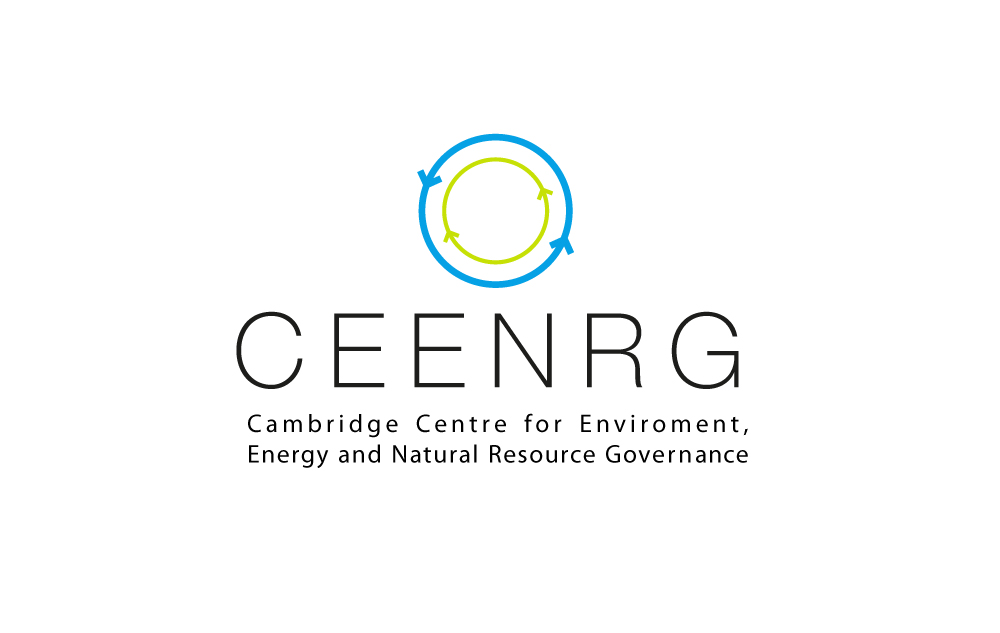 CEENRG
Cambridge Centre for Enviroment,
Energy and Natural Resource Governance